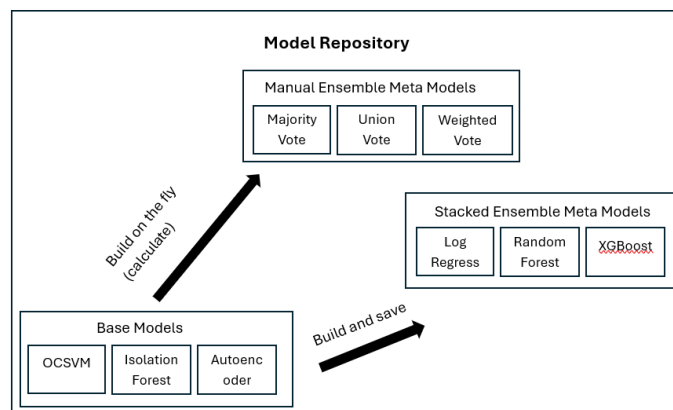 Model Repository
Manual Ensemble Meta Models
Majority
Vote
Union
Vote
Weighted
Vote
Build on the fly
(calculate)
Stacked Ensemble Meta Models
Log
Regress
Random
Forest
XGBoost
Build and save
Base Models
OCSVM
Isolation
Forest
Autoenc
oder